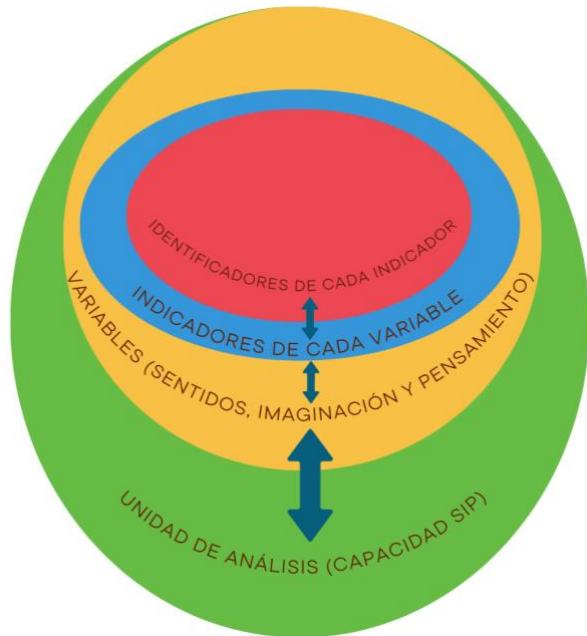 IDENTIFICADORES DE CADA INDICADOR
INDICADORES DE CADA VARIABLE
VARIABLES (SENTIDOS, IMAGINACIÓN Y PENSAMIENTO)
UNIDAD DE ANÁLISIS (CAPACIDAD SIP)